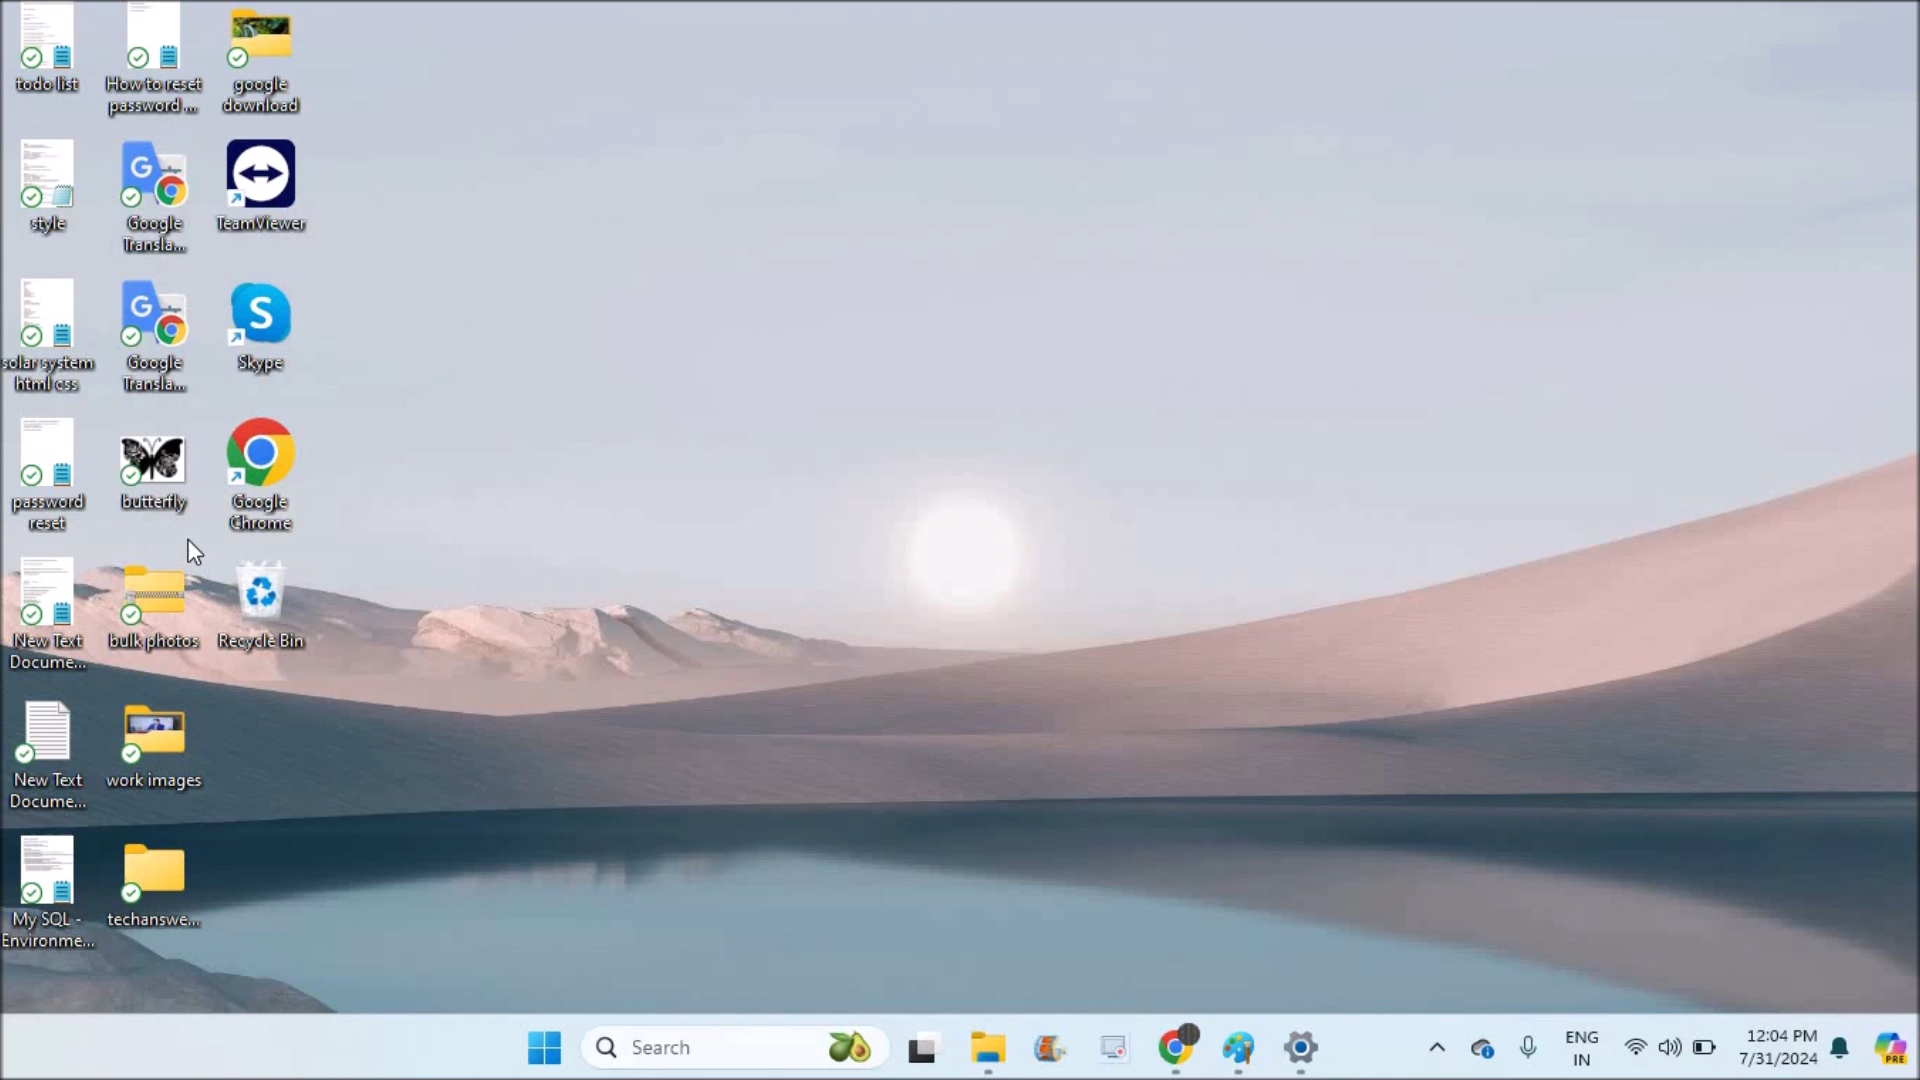 todo list
How to reset
password ...
google
download
style
Google
Transla...
TeamViewer
solar system
html css
Google
Transla...
Skype
password
reset
butterfly
Google
Chrome
New Text
Docume...
bulk photos
Recycle Bin
New Text
Docume...
work images
My SQL -
Environme...
techanswe...
Search
ENG
IN
12:04 PM
7/31/2024
PRE